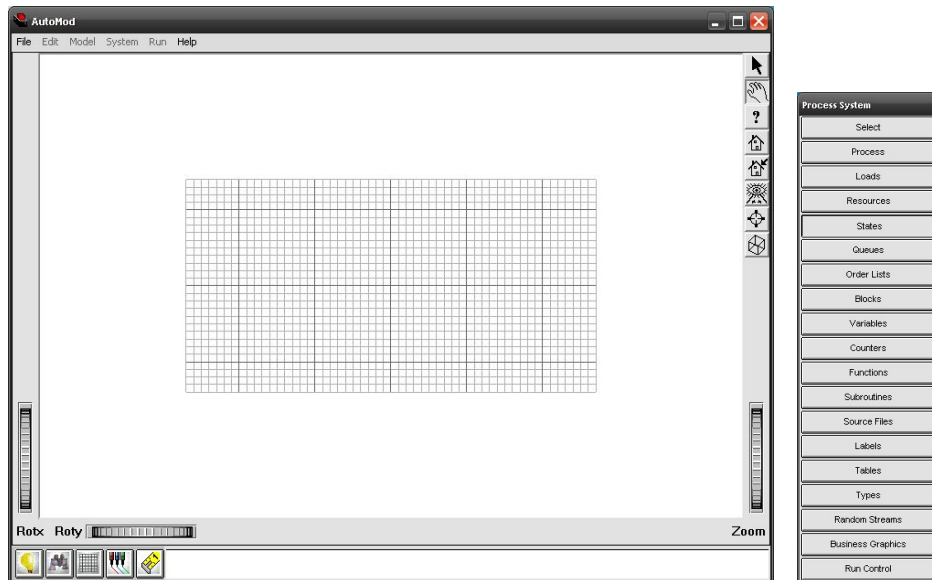 AutoMod
File Edit Model System Run Help
?
Rotx Roty
Zoom
Process System
Select
Process
Loads
Resources
States
Queues
Order Lists
Blocks
Variables
Counters
Functions
Subroutines
Source Files
Labels
Tables
Types
Random Streams
Business Graphics
Run Control